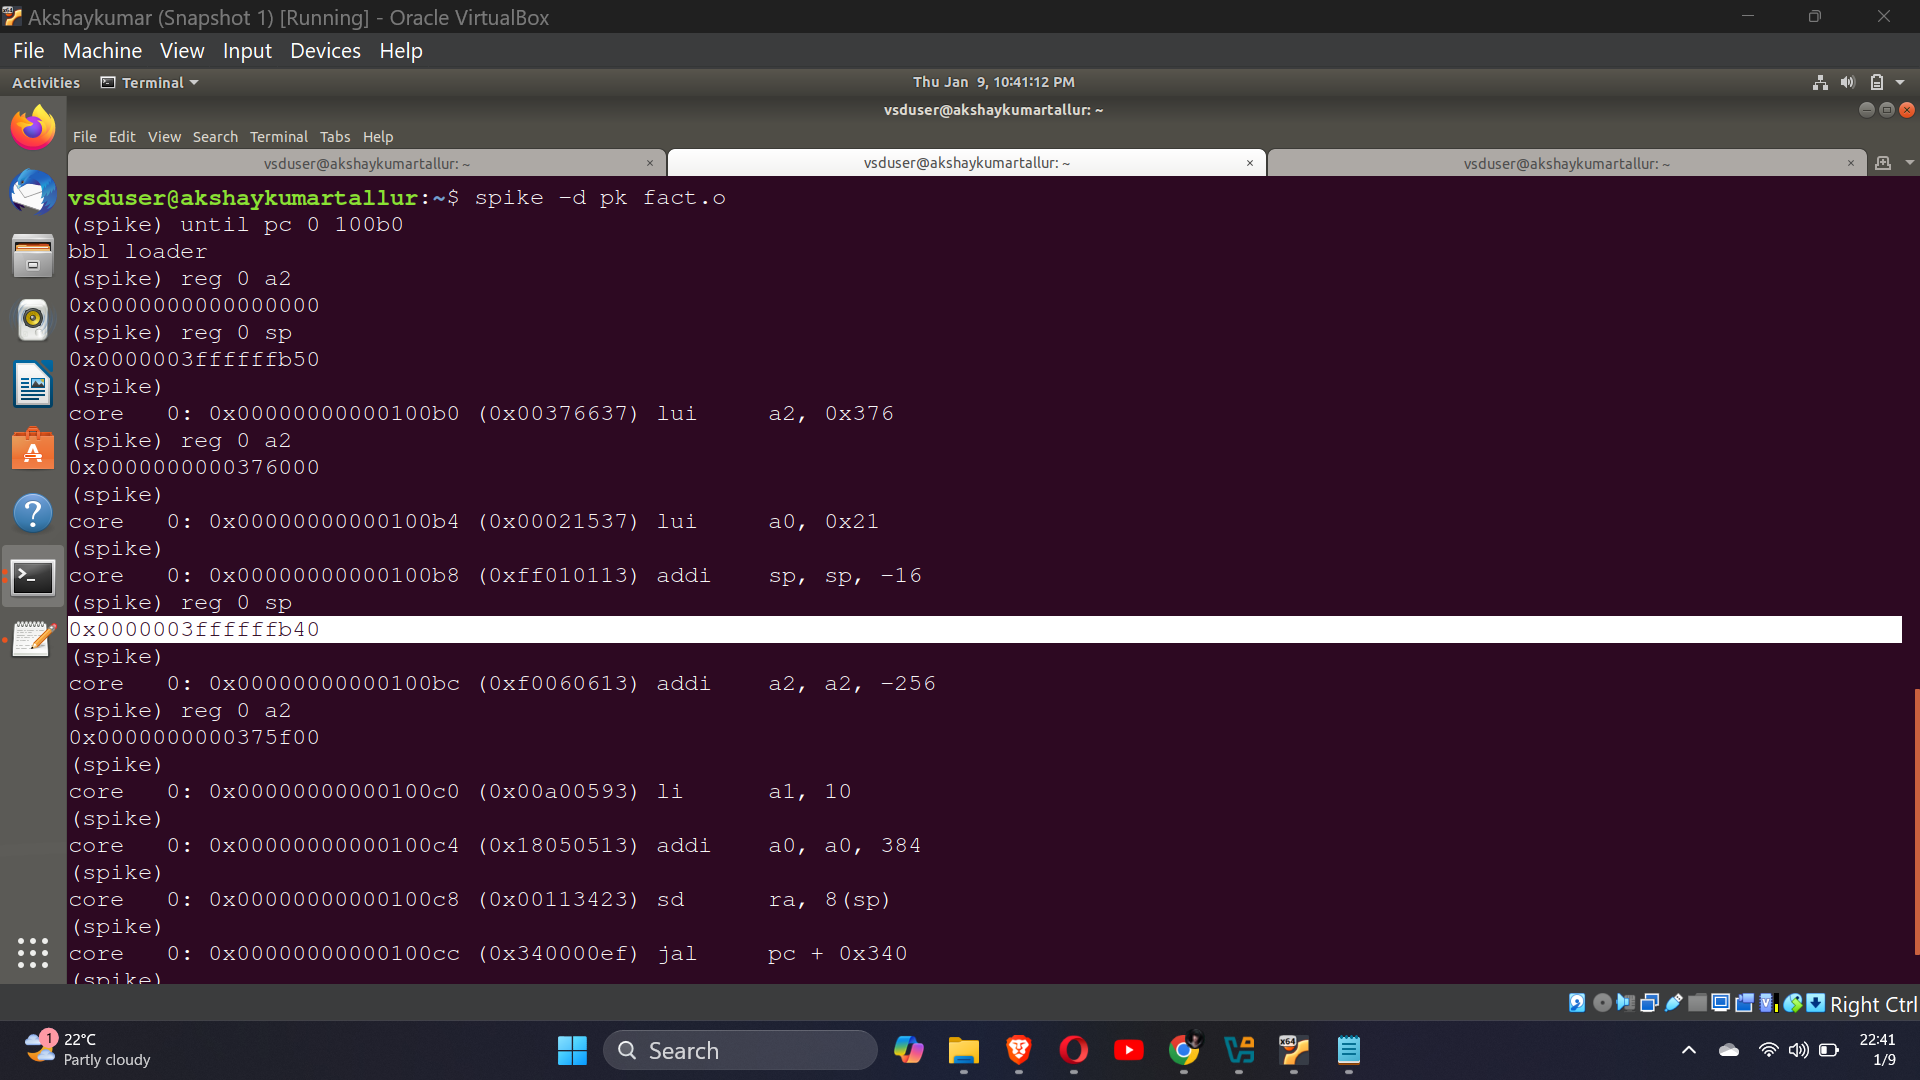 Akshaykumar (Snapshot 1) [Running] - Oracle VirtualBox
File Machine View Input Devices Help
Activities Terminal Thu Jan 9, 10:41:12 PM
vsduser@akshaykumartallur: ~
File Edit View Search Terminal Tabs Help
vsduser@akshaykumartallur: ~ × vsduser@akshaykumartallur: ~ × vsduser@akshaykumartallur: ~ ×
vsduser@akshaykumartallur:~$ spike -d pk fact.o
(spike) until pc 0 100b0
bbl loader
(spike) reg 0 a2
0x0000000000000000
(spike) reg 0 sp
0x0000003ffffffb50
(spike)
core 0: 0x00000000000100b0 (0x00376637) lui a2, 0x376
(spike) reg 0 a2
0x0000000000376000
(spike)
core 0: 0x00000000000100b4 (0x00021537) lui a0, 0x21
(spike)
core 0: 0x00000000000100b8 (0xff010113) addi sp, sp, -16
(spike) reg 0 sp
0x0000003ffffffb40
(spike)
core 0: 0x00000000000100bc (0xf0060613) addi a2, a2, -256
(spike) reg 0 a2
0x0000000000375f00
(spike)
core 0: 0x00000000000100c0 (0x00a00593) li a1, 10
(spike)
core 0: 0x00000000000100c4 (0x18050513) addi a0, a0, 384
(spike)
core 0: 0x00000000000100c8 (0x00113423) sd ra, 8(sp)
(spike)
core 0: 0x00000000000100cc (0x340000ef) jal pc + 0x340
(spike)
Right Ctrl
1
22°C
Partly cloudy
Search
x64
22:41
1/9